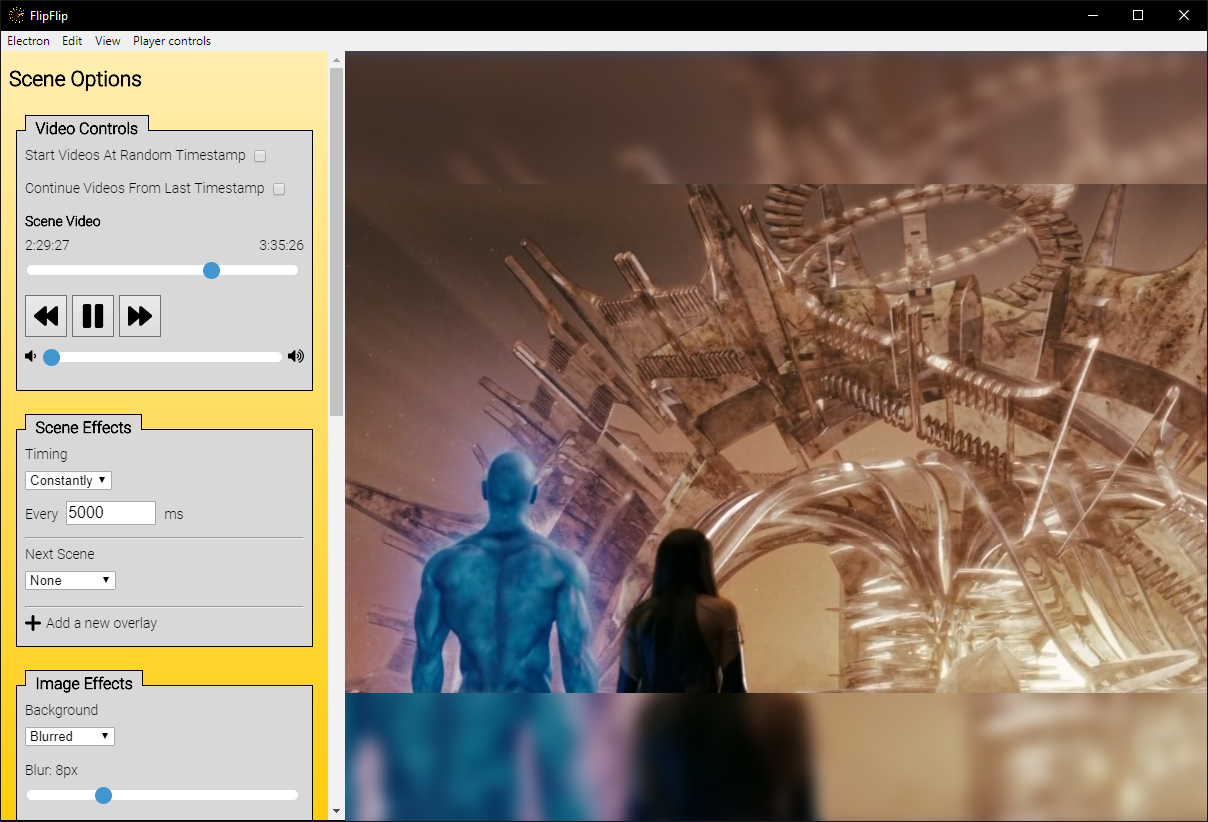 FlipFlip
Electron Edit View Player controls
Scene Options
Video Controls
Start Videos At Random Timestamp
Continue Videos From Last Timestamp
Scene Video
2:29:27 3:35:26
Scene Effects
Timing
Constantly
Every 5000 ms
Next Scene
None
Add a new overlay
Image Effects
Background
Blurred
Blur: 8px